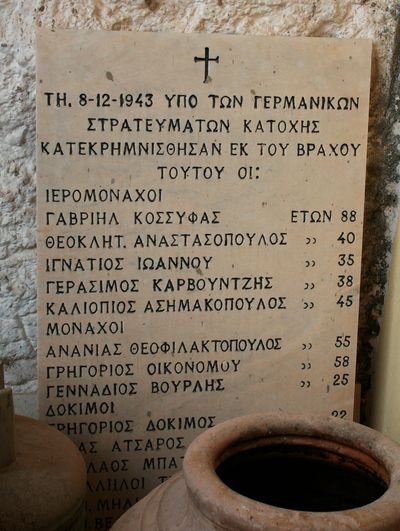 ΤΗ. 8-12-1943 ΥΠΟ ΤΩΝ ΓΕΡΜΑΝΙΚΩΝ
ΣΤΡΑΤΕΥΜΑΤΩΝ ΚΑΤΟΧΗΣ
ΚΑΤΕΚΡΗΜΝΙΣΘΗΣΑΝ ΕΚ ΤΟΥ ΒΡΑΧΟΥ
ΤΟΥΤΟΥ ΟΙ:
ΙΕΡΟΜΟΝΑΧΟΙ
ΓΑΒΡΙΗΛ ΚΟΣΣΥΦΑΣ ΕΤΩΝ 88
ΘΕΟΚΛΗΤ. ΑΝΑΣΤΑΣΟΠΟΥΛΟΣ ,, 40
ΙΓΝΑΤΙΟΣ ΙΩΑΝΝΟΥ ,, 35
ΓΕΡΑΣΙΜΟΣ ΚΑΡΒΟΥΝΤΖΗΣ ,, 38
ΚΑΛΙΟΠΙΟΣ ΑΣΗΜΑΚΟΠΟΥΛΟΣ ,, 45
ΜΟΝΑΧΟΙ
ΑΝΑΝΙΑΣ ΘΕΟΦΙΛΑΚΤΟΠΟΥΛΟΣ ,, 55
ΓΡΗΓΟΡΙΟΣ ΟΙΚΟΝΟΜΟΥ ,, 58
ΓΕΝΝΑΔΙΟΣ ΒΟΥΡΛΗΣ ,, 25
ΔΟΚΙΜΟΙ
ΓΡΗΓΟΡΙΟΣ ΔΟΚΙΜΟΣ 22
ΑΤΣΑΡΟΣ